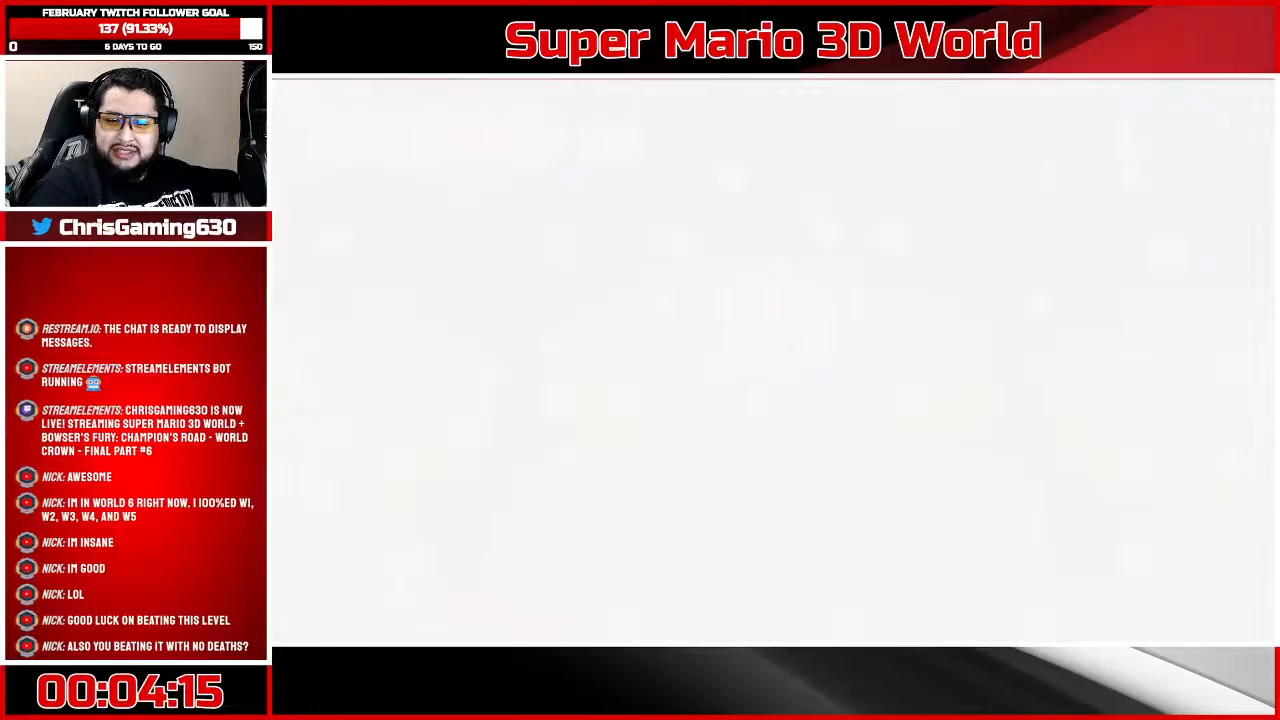 FEBRUARY TWITCH FOLLOWER GOAL
137 (91.33%)
0 6 DAYS TO GO 150
Super Mario 3D World
ChrisGaming630
RESTREAM.IO: THE CHAT IS READY TO DISPLAY
MESSAGES.
STREAMELEMENTS: STREAMELEMENTS BOT
RUNNING
STREAMELEMENTS: CHRISGAMING630 IS NOW
LIVE! STREAMING SUPER MARIO 3D WORLD +
BOWSER'S FURY: CHAMPION'S ROAD - WORLD
CROWN - FINAL PART #6
NICK: AWESOME
NICK: IM IN WORLD 6 RIGHT NOW. I 100%ED W1,
W2, W3, W4, AND W5
NICK: IM INSANE
NICK: IM GOOD
NICK: LOL
NICK: GOOD LUCK ON BEATING THIS LEVEL
NICK: ALSO YOU BEATING IT WITH NO DEATHS?
00:04:15